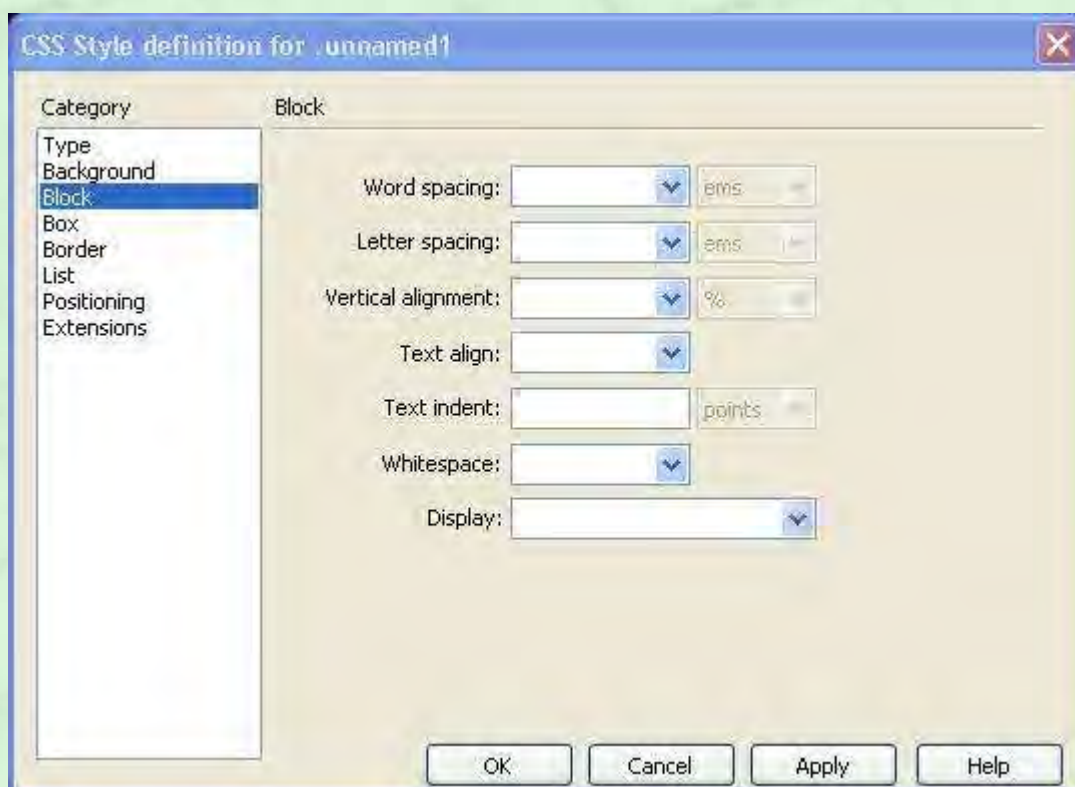 CSS Style definition for .unnamed1
Category
Block
Type
Background
Block
Box
Border
List
Positioning
Extensions
Word spacing: ems
Letter spacing: ems
Vertical alignment: %
Text align:
Text indent: points
Whitespace:
Display:
OK Cancel Apply Help